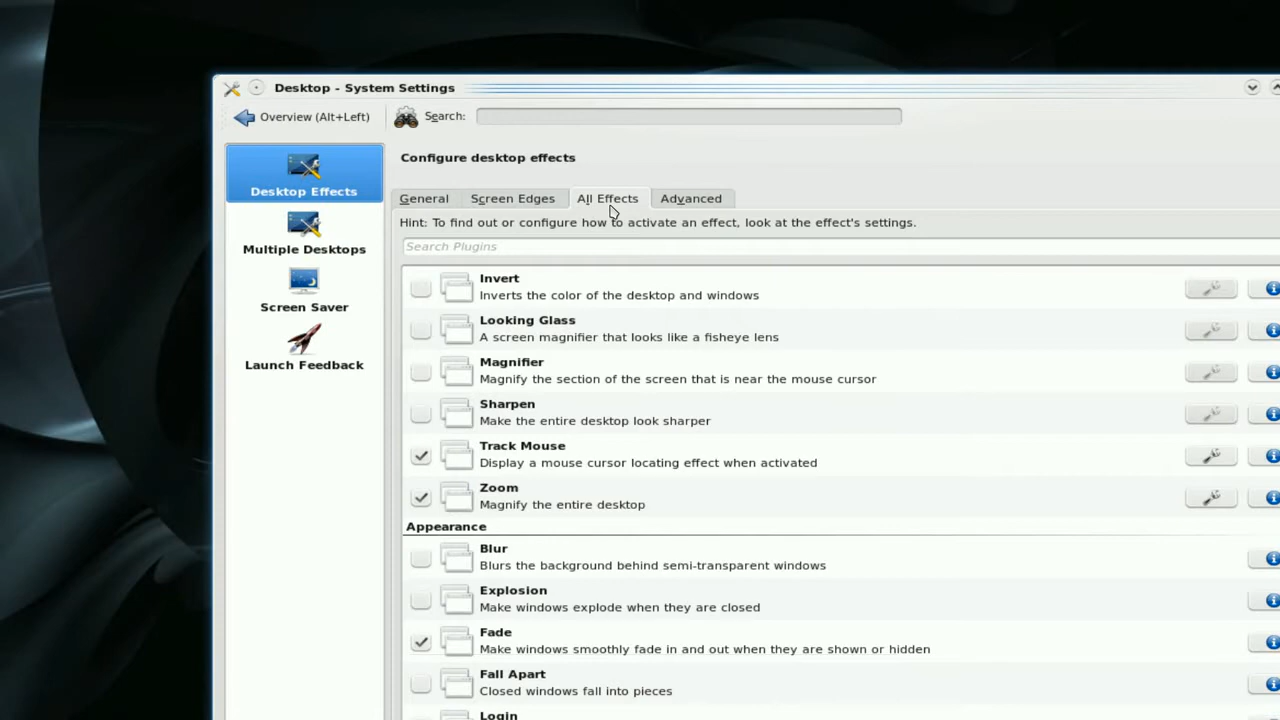 Desktop - System Settings
Overview (Alt+Left)
Search:
Desktop Effects
Multiple Desktops
Screen Saver
Launch Feedback
Configure desktop effects
General
Screen Edges
All Effects
Advanced
Hint: To find out or configure how to activate an effect, look at the effect's settings.
Search Plugins
Invert
Inverts the color of the desktop and windows
Looking Glass
A screen magnifier that looks like a fisheye lens
Magnifier
Magnify the section of the screen that is near the mouse cursor
Sharpen
Make the entire desktop look sharper
Track Mouse
Display a mouse cursor locating effect when activated
Zoom
Magnify the entire desktop
Appearance
Blur
Blurs the background behind semi-transparent windows
Explosion
Make windows explode when they are closed
Fade
Make windows smoothly fade in and out when they are shown or hidden
Fall Apart
Closed windows fall into pieces
Login